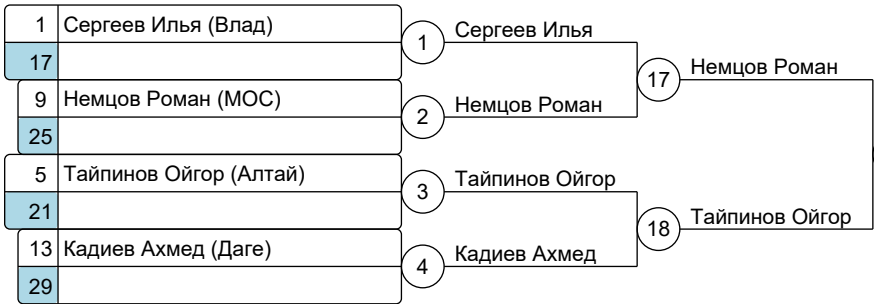 1 Сергеев Илья (Влад)
17
1 Сергеев Илья
9 Немцов Роман (МОС)
25
2 Немцов Роман
17 Немцов Роман
5 Тайпинов Ойгор (Алтай)
21
3 Тайпинов Ойгор
13 Кадиев Ахмед (Даге)
29
4 Кадиев Ахмед
18 Тайпинов Ойгор